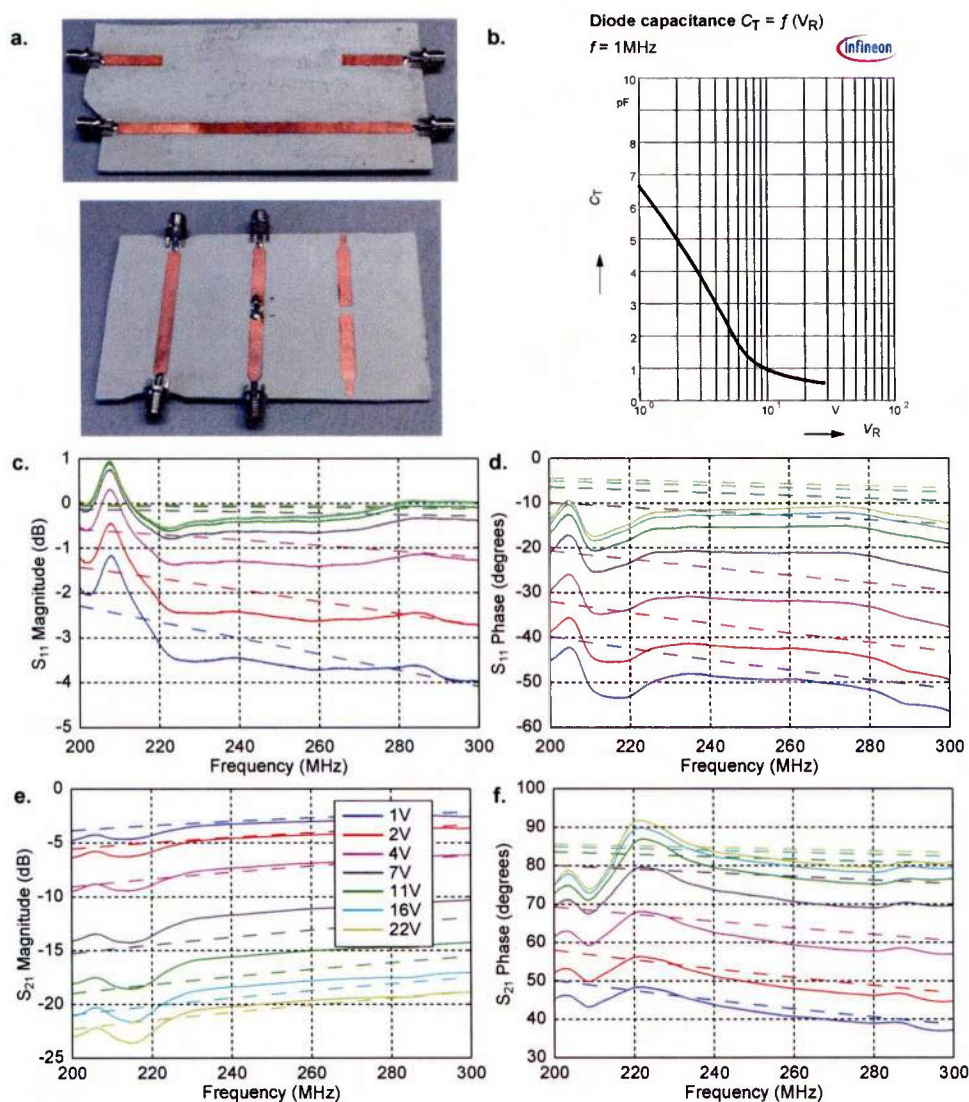 a.
b.
Diode capacitance C_T = f (V_R)
f = 1MHz
infineon
10
pF
8
7
6
5
4
3
2
1
0
C_T
10^0
10^1
V
10^2
V_R
c.
1
0
-1
-2
-3
-4
-5
S_11 Magnitude (dB)
200 220 240 260 280 300
Frequency (MHz)
d.
0
-10
-20
-30
-40
-50
-60
S_11 Phase (degrees)
200 220 240 260 280 300
Frequency (MHz)
e.
0
-5
-10
-15
-20
-25
S_21 Magnitude (dB)
1V
2V
4V
7V
11V
16V
22V
200 220 240 260 280 300
Frequency (MHz)
f.
100
90
80
70
60
50
40
30
S_21 Phase (degrees)
200 220 240 260 280 300
Frequency (MHz)